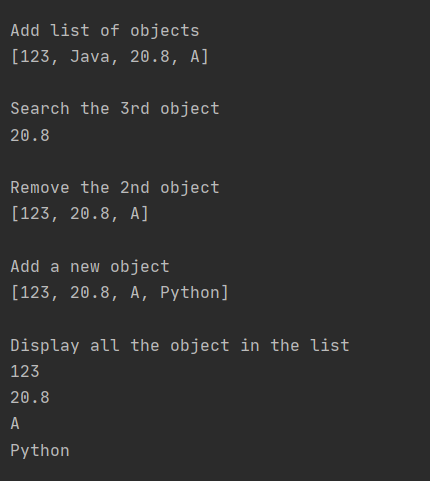 Add list of objects
[123, Java, 20.8, A]
Search the 3rd object
20.8
Remove the 2nd object
[123, 20.8, A]
Add a new object
[123, 20.8, A, Python]
Display all the object in the list
123
20.8
A
Python